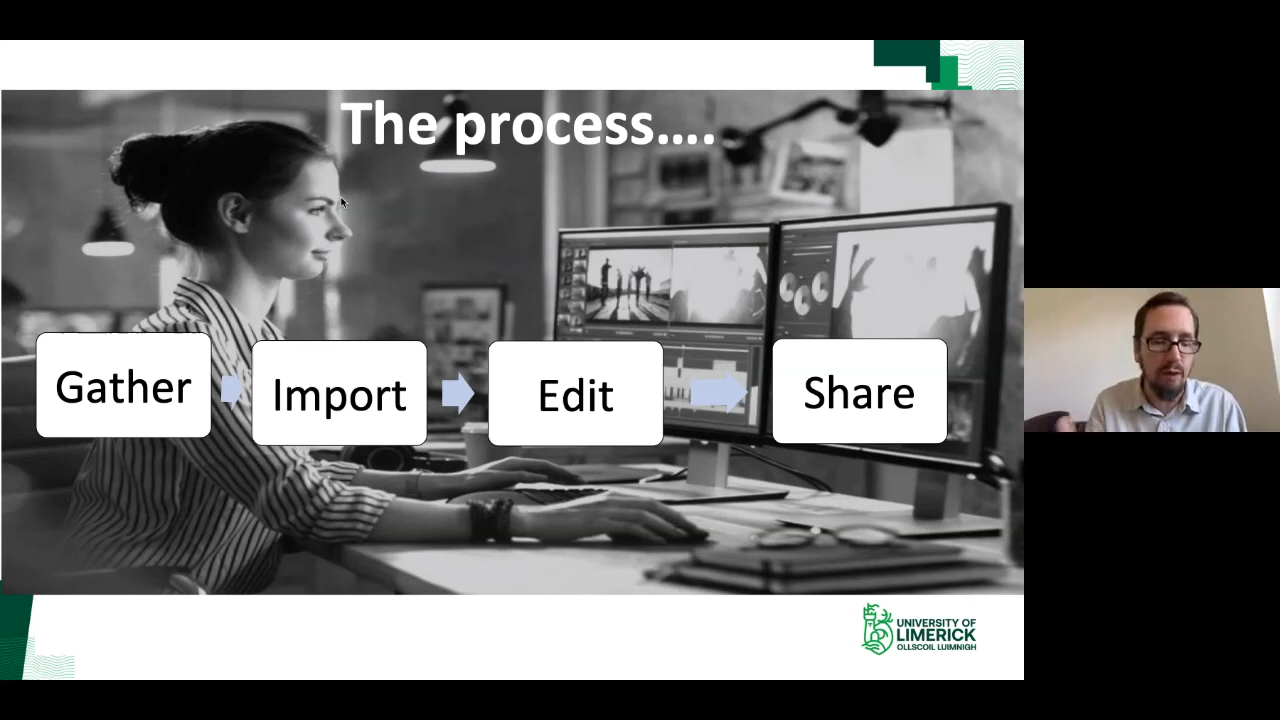 The process....
Gather
Import
Edit
Share
UNIVERSITY OF
LIMERICK
OLLSCOIL LUIMNIGH